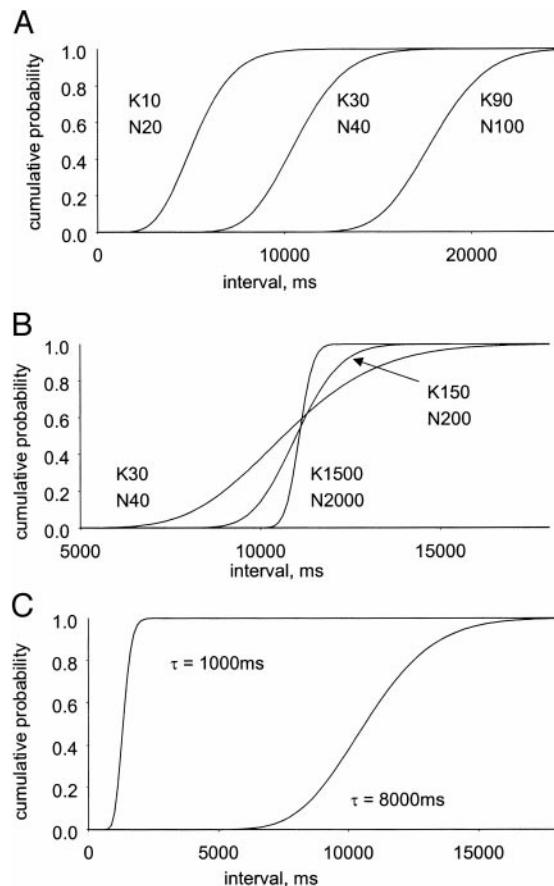 A
cumulative probability
1.0
0.8
0.6
0.4
0.2
0.0
K10
N20
K30
N40
K90
N100
0
10000
20000
interval, ms
B
cumulative probability
1.0
0.8
0.6
0.4
0.2
0.0
K150
N200
K30
N40
K1500
N2000
5000
10000
15000
interval, ms
C
cumulative probability
1.0
0.8
0.6
0.4
0.2
0.0
τ = 1000ms
τ = 8000ms
0
5000
10000
15000
interval, ms